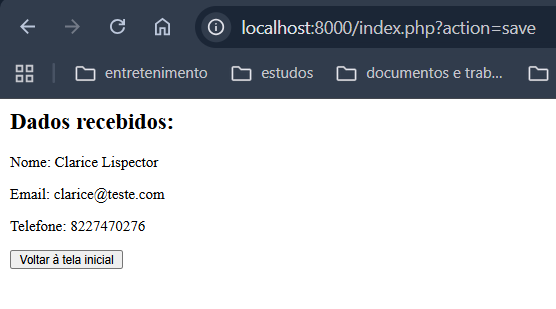 localhost:8000/index.php?action=save
entretenimento estudos documentos e trab...
Dados recebidos:
Nome: Clarice Lispector
Email: clarice@teste.com
Telefone: 8227470276
Voltar à tela inicial